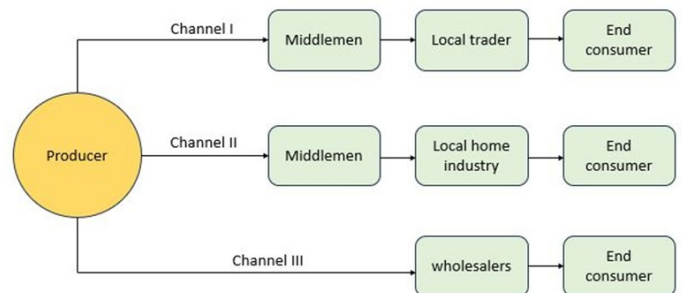 Channel I
Middlemen
Local trader
End
consumer
Producer
Channel II
Middlemen
Local home
industry
End
consumer
Channel III
wholesalers
End
consumer